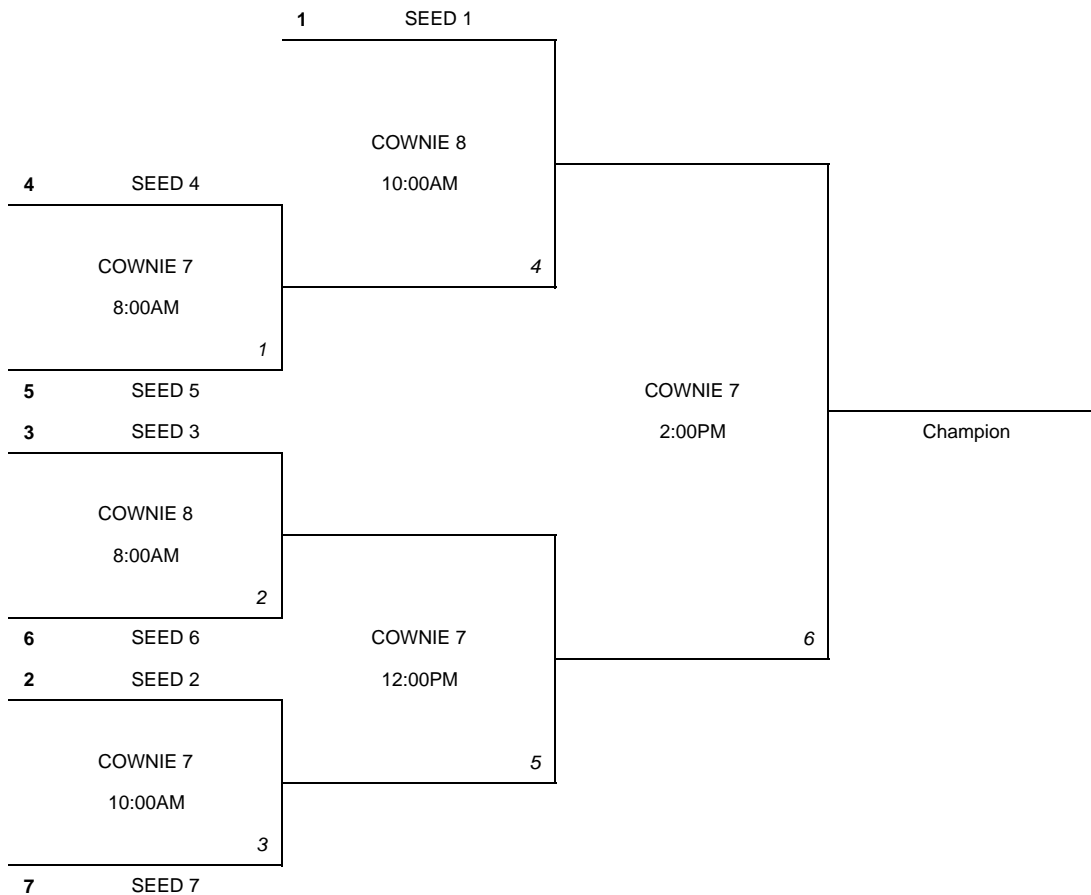 1 SEED 1
COWNIE 8
4 SEED 4 10:00AM
COWNIE 7 4
8:00AM
1
5 SEED 5 COWNIE 7
3 SEED 3 2:00PM Champion
COWNIE 8
8:00AM
2
6 SEED 6 COWNIE 7 6
2 SEED 2 12:00PM
COWNIE 7 5
10:00AM
3
7 SEED 7